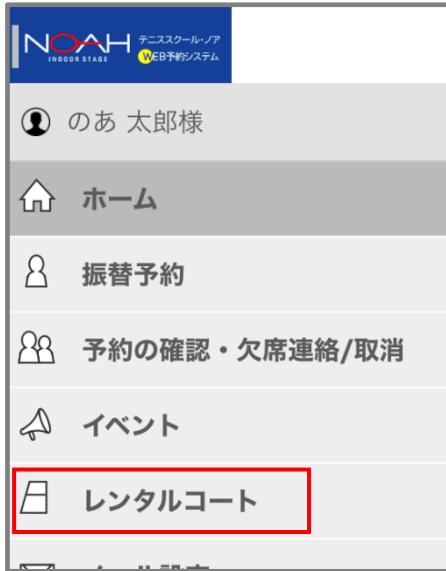 NOAH
INDOOR STAGE
テニススクール・ノア
WEB予約システム
のあ 太郎様
ホーム
振替予約
予約の確認・欠席連絡/取消
イベント
レンタルコート